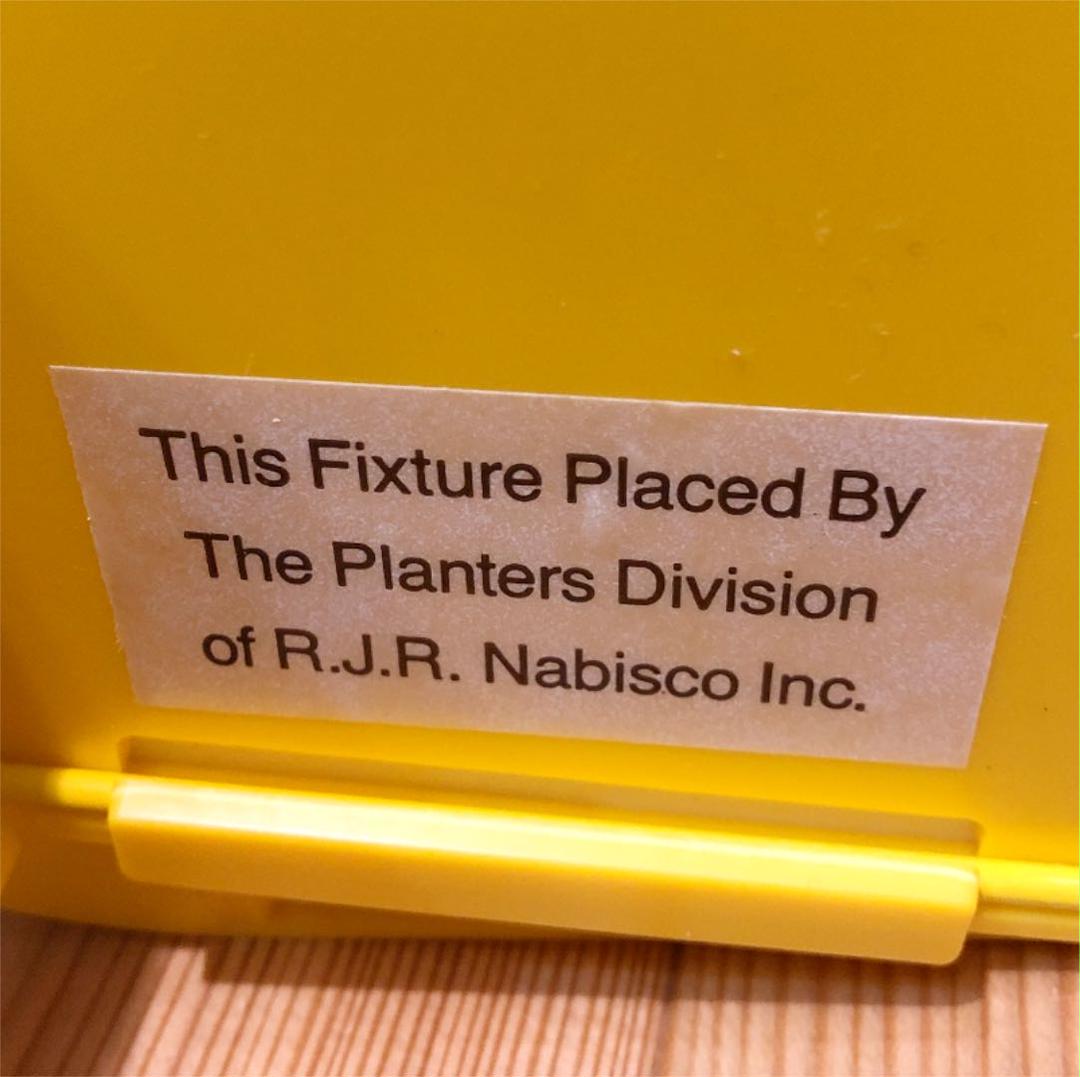 This Fixture Placed By
The Planters Division
of R.J.R. Nabisco Inc.